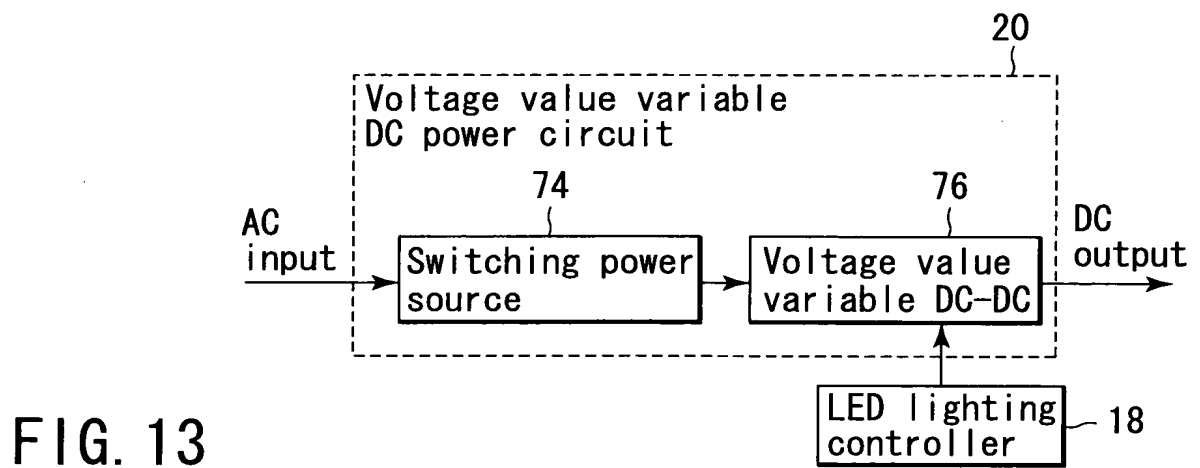 20
Voltage value variable
DC power circuit
74
76
AC
input
Switching power
source
Voltage value
variable DC-DC
DC
output
LED lighting
controller
18
FIG. 13